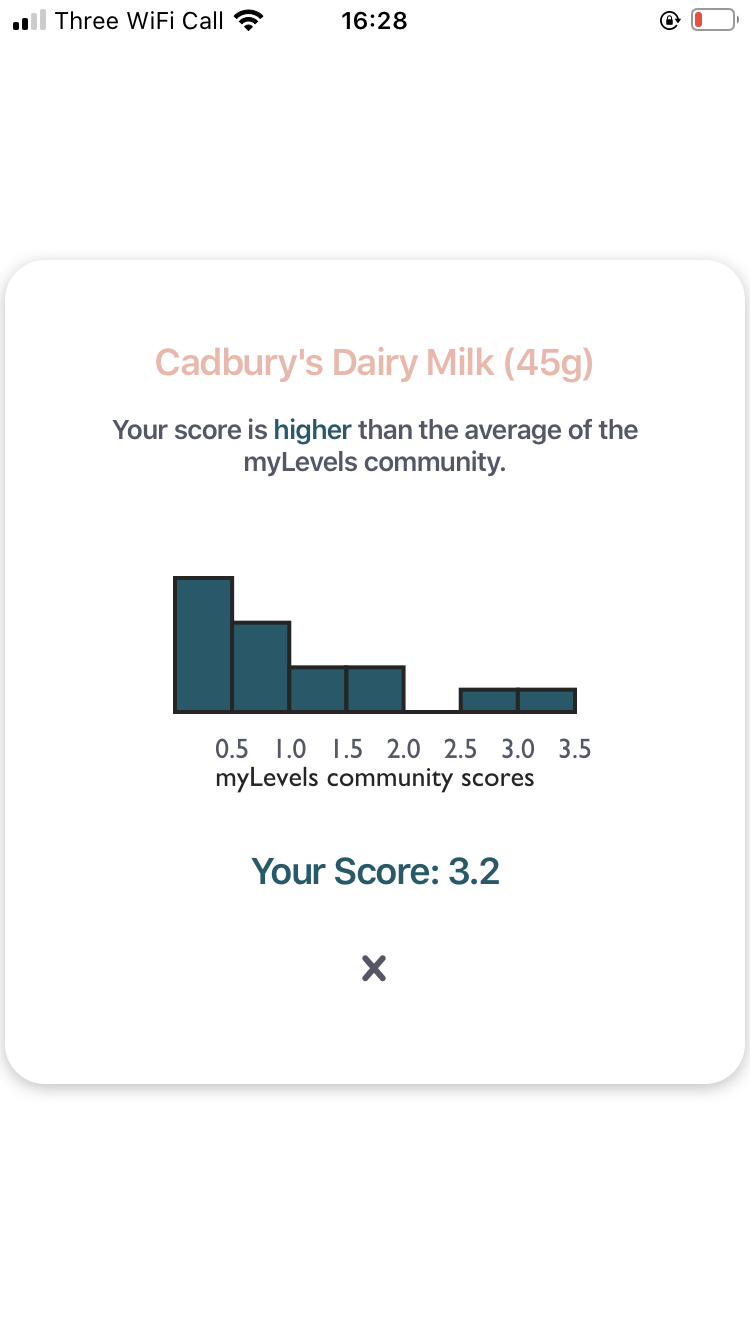 Three WiFi Call 16:28
Cadbury's Dairy Milk (45g)
Your score is higher than the average of the
myLevels community.
0.5 1.0 1.5 2.0 2.5 3.0 3.5
myLevels community scores
Your Score: 3.2